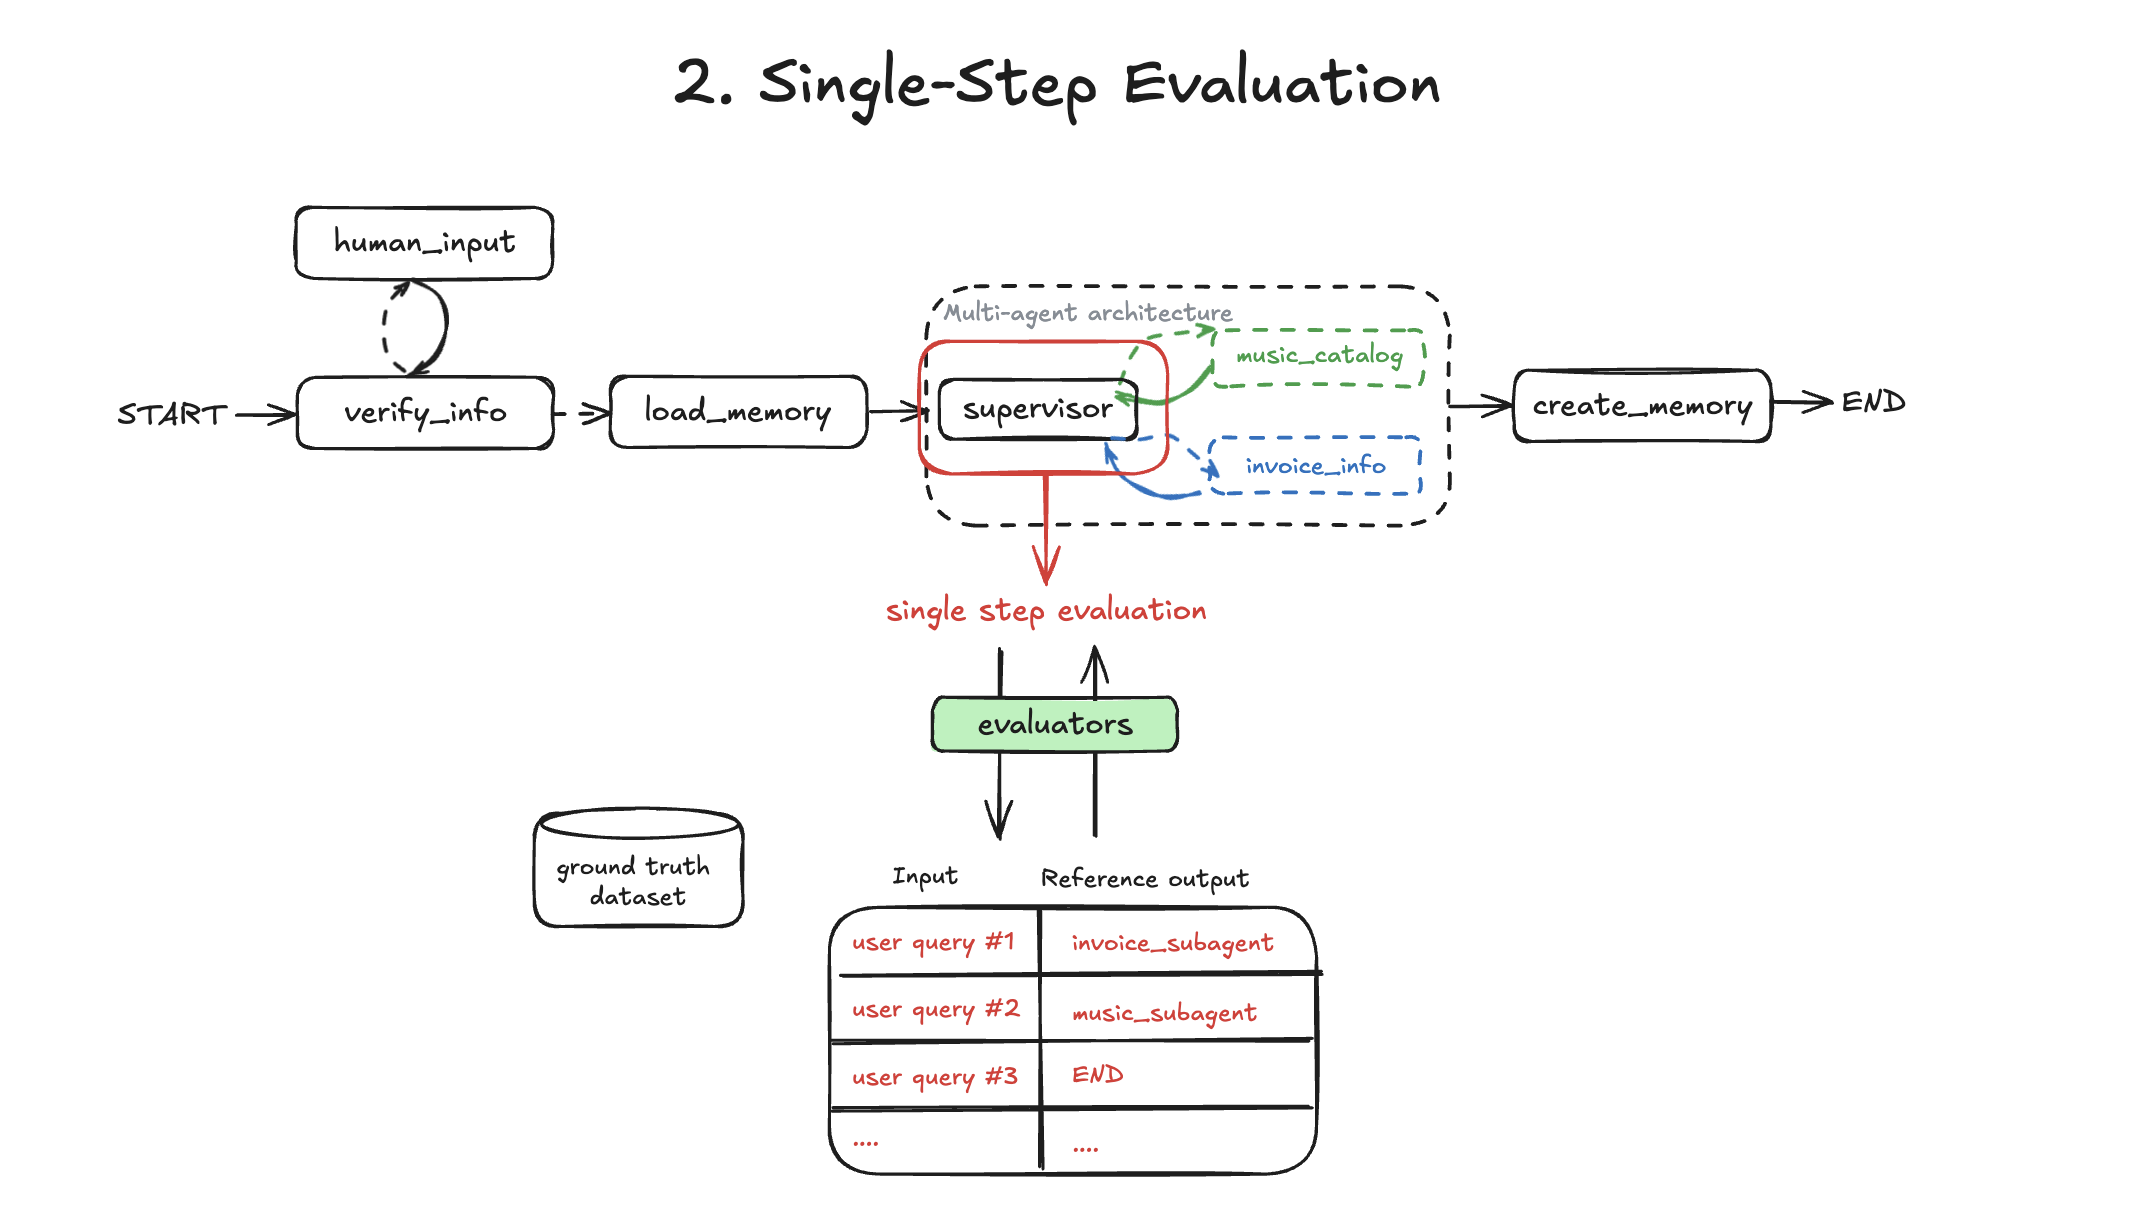 2. Single-Step Evaluation
human_input
Multi-agent architecture
music_catalog
START
verify_info
load_memory
supervisor
create_memory
END
invoice_info
single step evaluation
evaluators
ground truth
dataset
Input
Reference output
user query #1
invoice_subagent
user query #2
music_subagent
user query #3
END
....
....